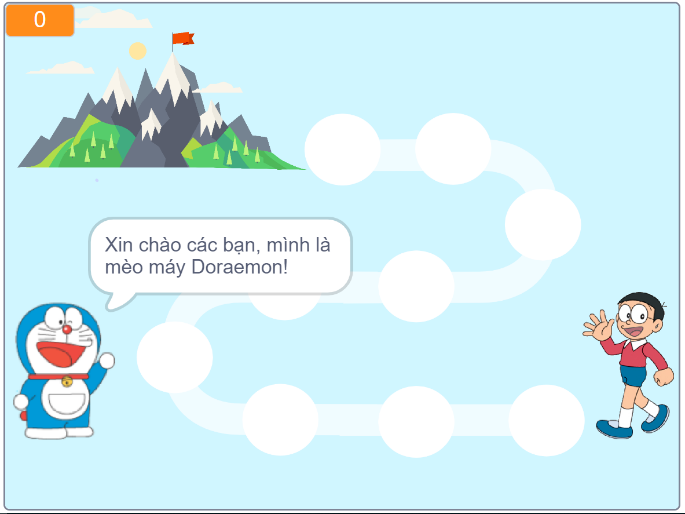 0
Xin chào các bạn, mình là
mèo máy Doraemon!